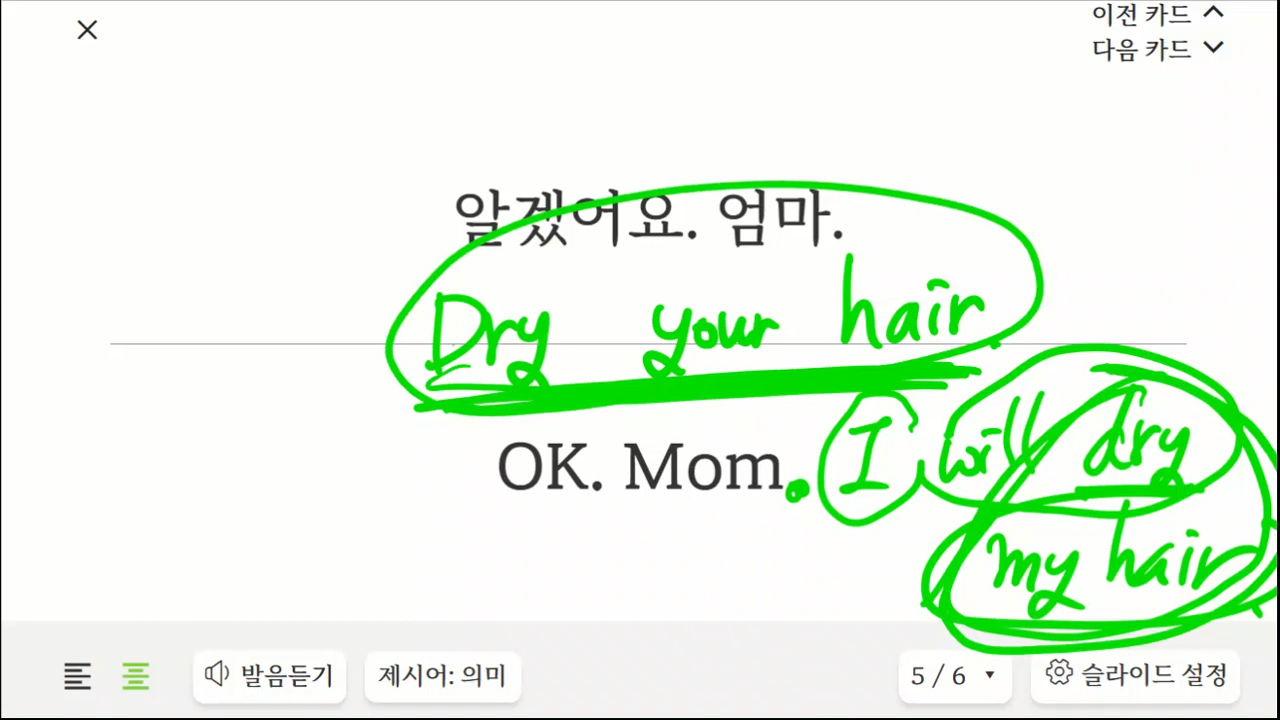 이전 카드
다음 카드
알겠어요. 엄마.
Dry your hair.
OK. Mom. I will dry
my hair
발음듣기
제시어: 의미
5 / 6
슬라이드 설정